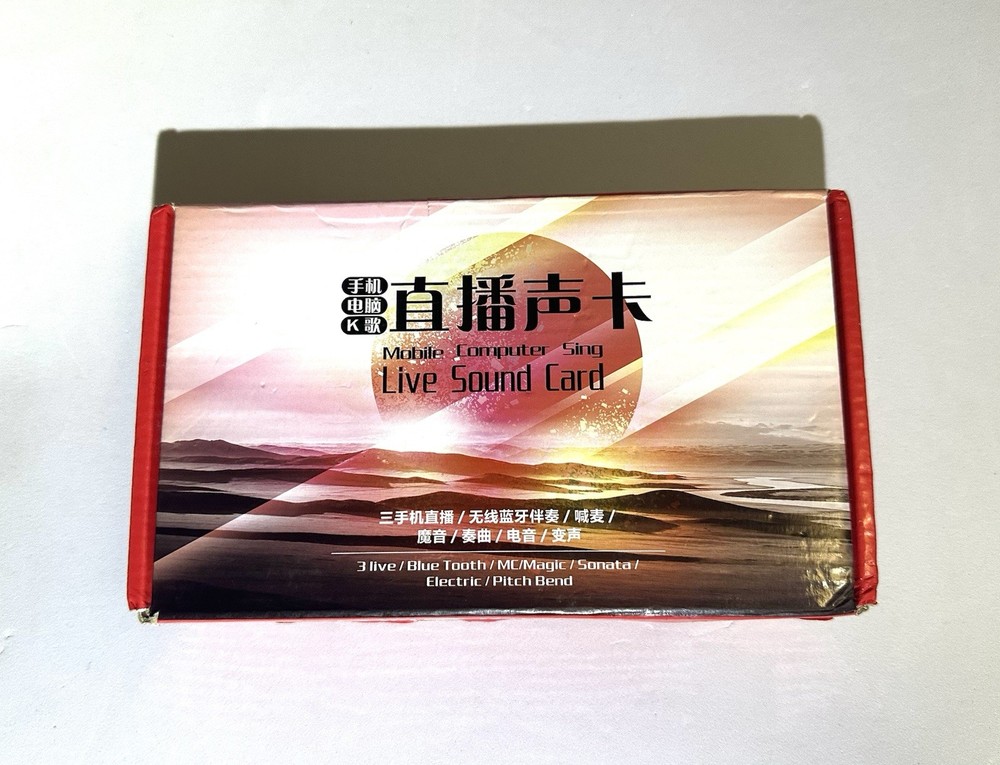 手机
电脑
K歌
直播声卡
Mobile Computer Sing
Live Sound Card
三手机直播 / 无线蓝牙伴奏 / 喊麦 /
魔音 / 奏曲 / 电音 / 变声
3 live / Blue Tooth / MC/Magic / Sonata /
Electric / Pitch Bend